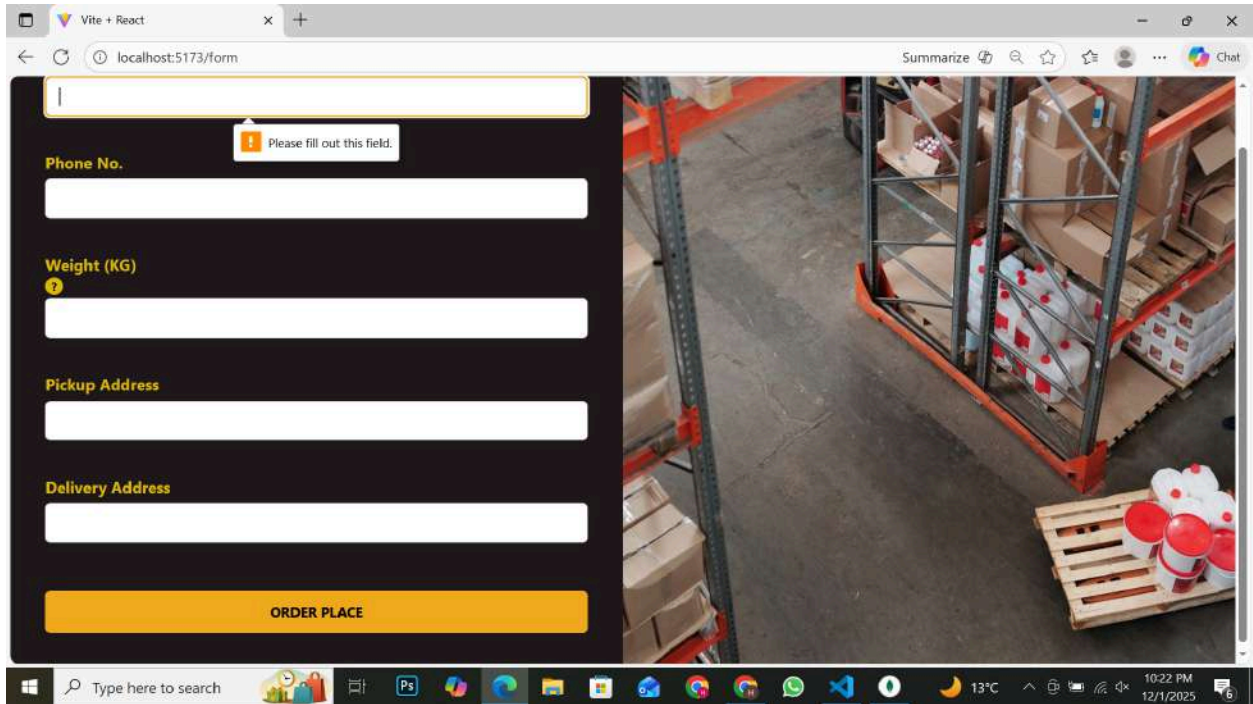 Vite + React
localhost:5173/form
Summarize
Chat
Please fill out this field.
Phone No.
Weight (KG)
?
Pickup Address
Delivery Address
ORDER PLACE
Type here to search
Ps
13°C
10:22 PM
12/1/2025
6